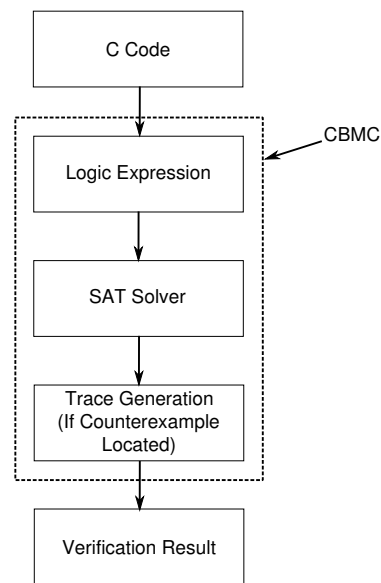 C Code
CBMC
Logic Expression
SAT Solver
Trace Generation
(If Counterexample
Located)
Verification Result